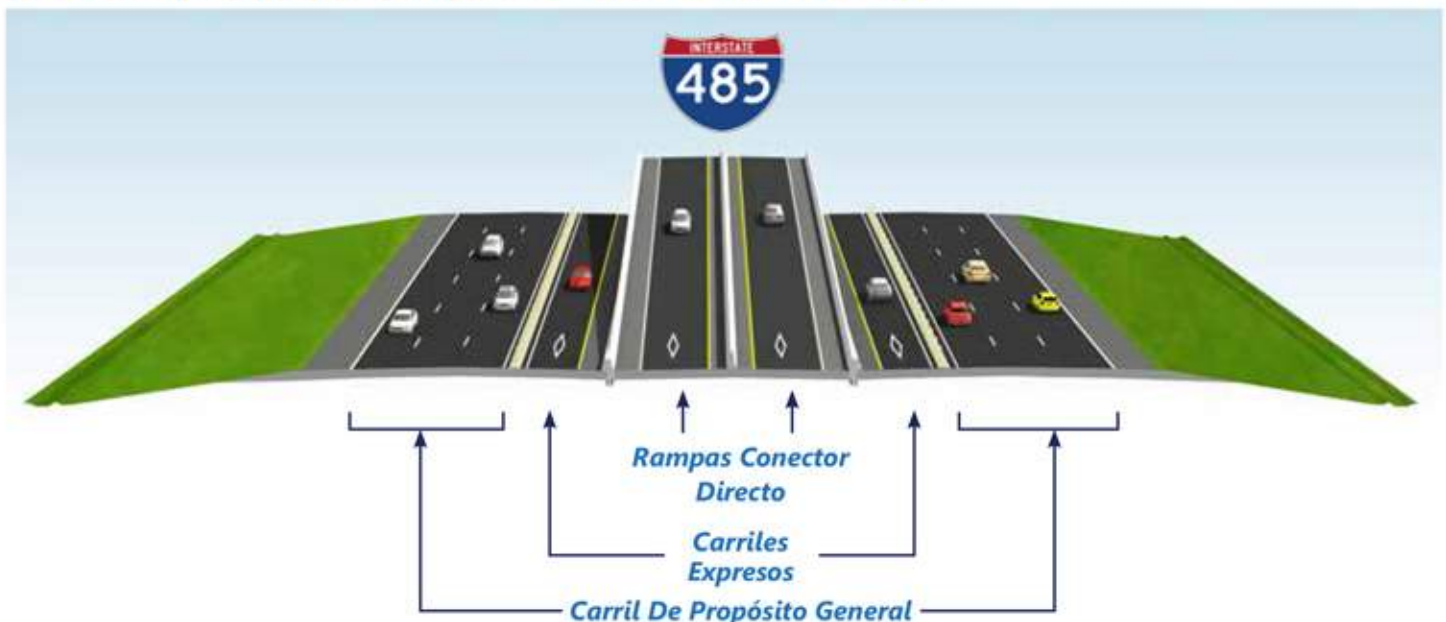 INTERSTATE
485
Rampas Conector
Directo
Carriles
Expresos
Carril De Propósito General